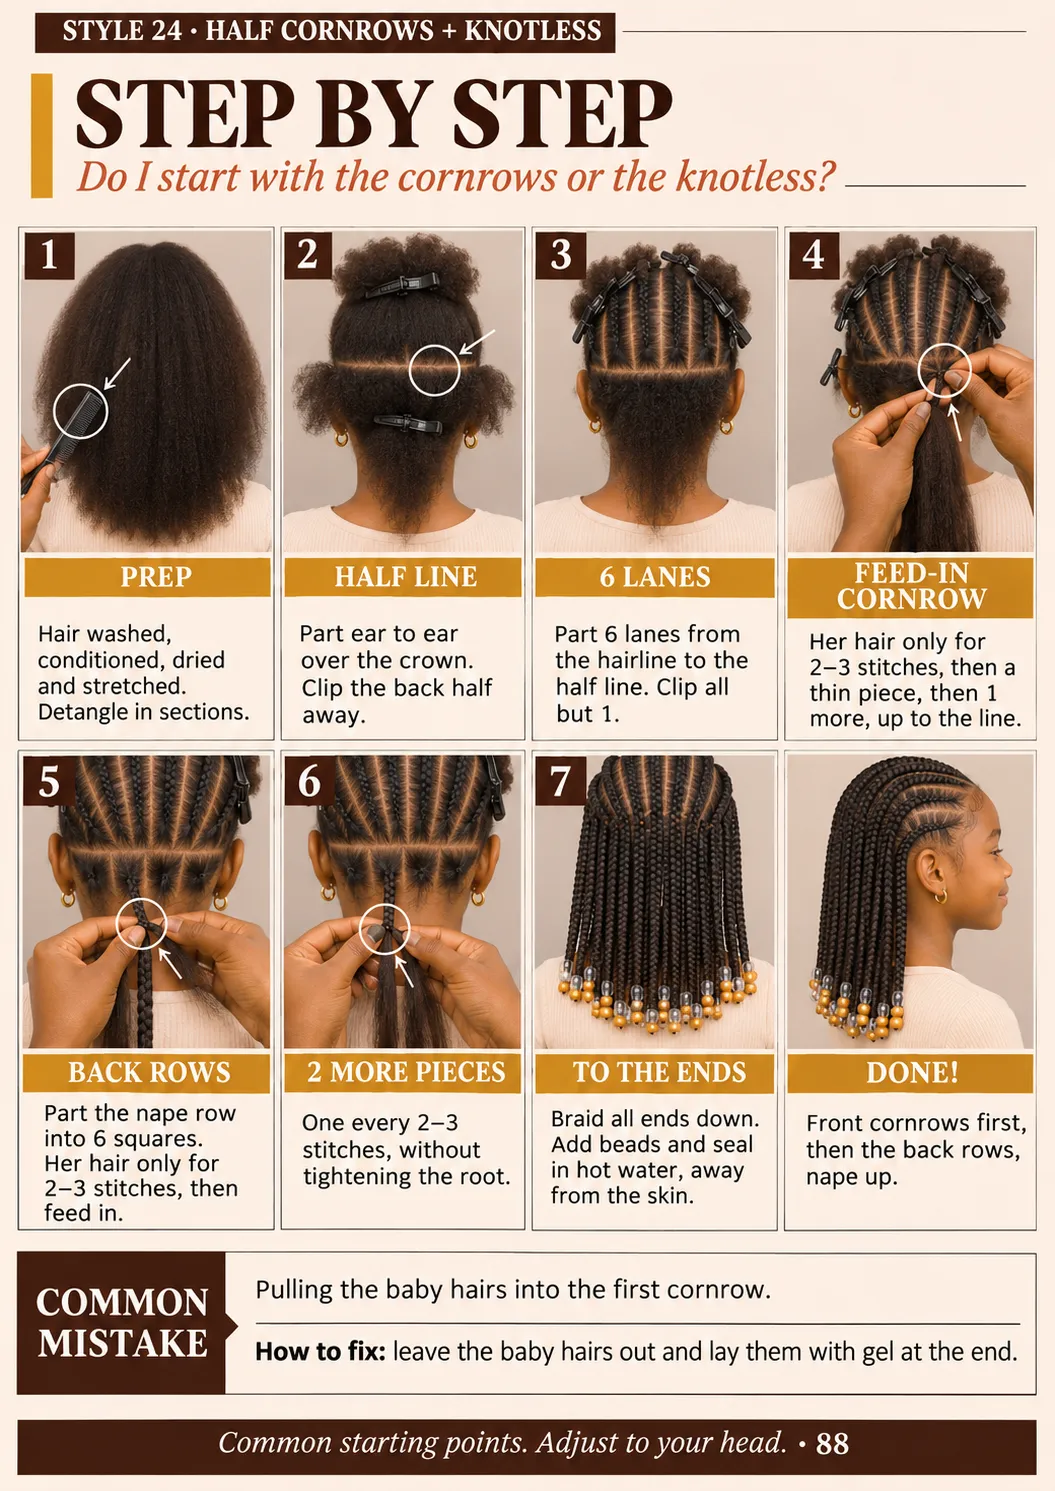 STYLE 24 • HALF CORNROWS + KNOTLESS
STEP BY STEP
Do I start with the cornrows or the knotless?
1
PREP
Hair washed,
conditioned, dried
and stretched.
Detangle in sections.
2
HALF LINE
Part ear to ear
over the crown.
Clip the back half
away.
3
6 LANES
Part 6 lanes from
the hairline to the
half line. Clip all
but 1.
4
FEED-IN
CORNROW
Her hair only for
2–3 stitches, then a
thin piece, then 1
more, up to the line.
5
BACK ROWS
Part the nape row
into 6 squares.
Her hair only for
2–3 stitches, then
feed in.
6
2 MORE PIECES
One every 2–3
stitches, without
tightening the root.
7
TO THE ENDS
Braid all ends down.
Add beads and seal
in hot water, away
from the skin.
DONE!
Front cornrows first,
then the back rows,
nape up.
COMMON
MISTAKE
Pulling the baby hairs into the first cornrow.
How to fix: leave the baby hairs out and lay them with gel at the end.
Common starting points. Adjust to your head. • 88